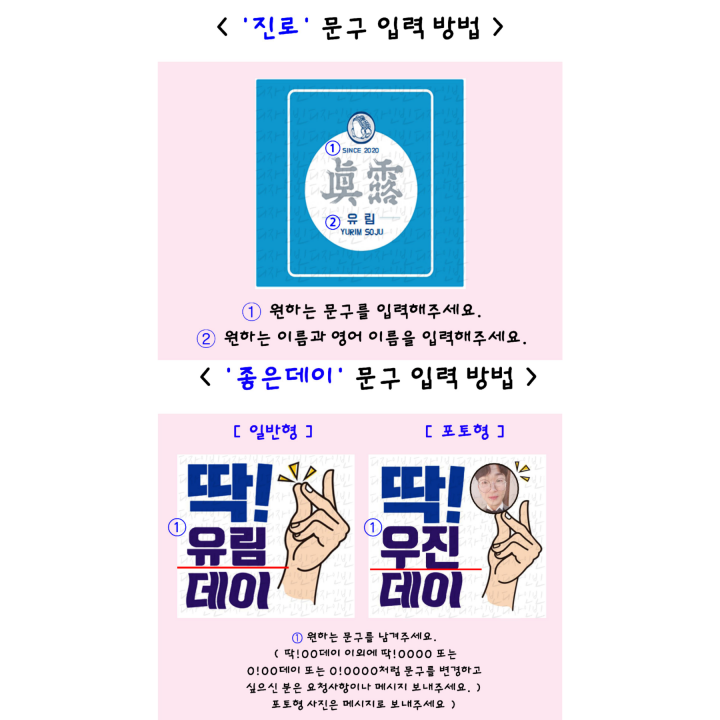 < '진로' 문구 입력 방법 >
① SINCE 2020
眞露
② 유림
YURIM SOJU
① 원하는 문구를 입력해주세요.
② 원하는 이름과 영어 이름을 입력해주세요.
< '좋은데이' 문구 입력 방법 >
[ 일반형 ]
딱!
① 유림
데이
[ 포토형 ]
딱!
① 우진
데이
① 원하는 문구를 남겨주세요.
( 딱!OO데이 이외에 딱!OOOO 또는
O!OO데이 또는 O!OOOO처럼 문구를 변경하고
싶으신 분은 요청사항이나 메시지 보내주세요. )
포토형 사진은 메시지로 보내주세요 )